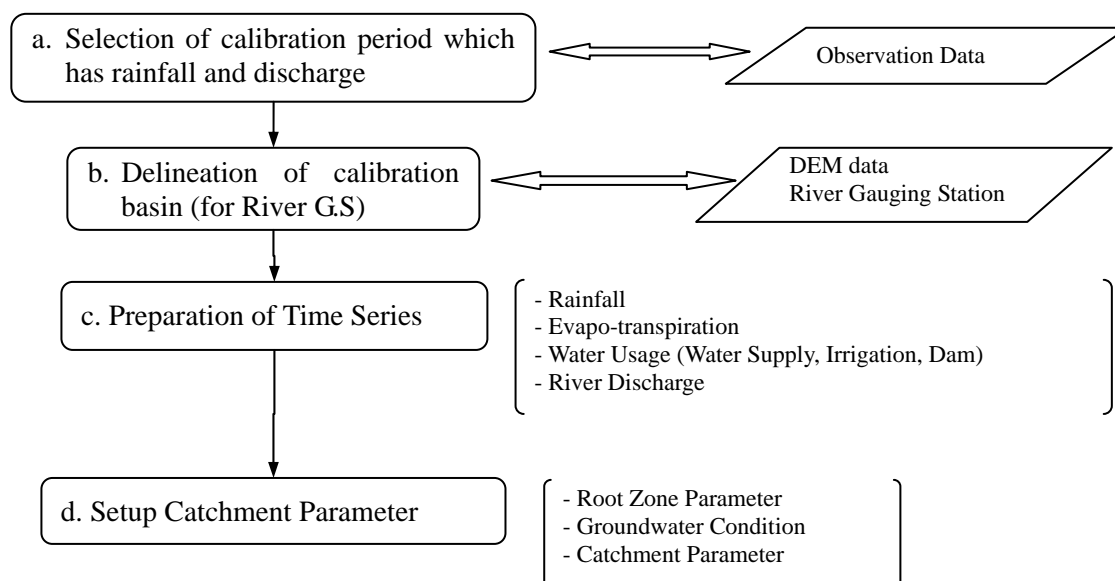 a. Selection of calibration period which
has rainfall and discharge
Observation Data
b. Delineation of calibration
basin (for River G.S)
DEM data
River Gauging Station
c. Preparation of Time Series
- Rainfall
- Evapo-transpiration
- Water Usage (Water Supply, Irrigation, Dam)
- River Discharge
d. Setup Catchment Parameter
- Root Zone Parameter
- Groundwater Condition
- Catchment Parameter